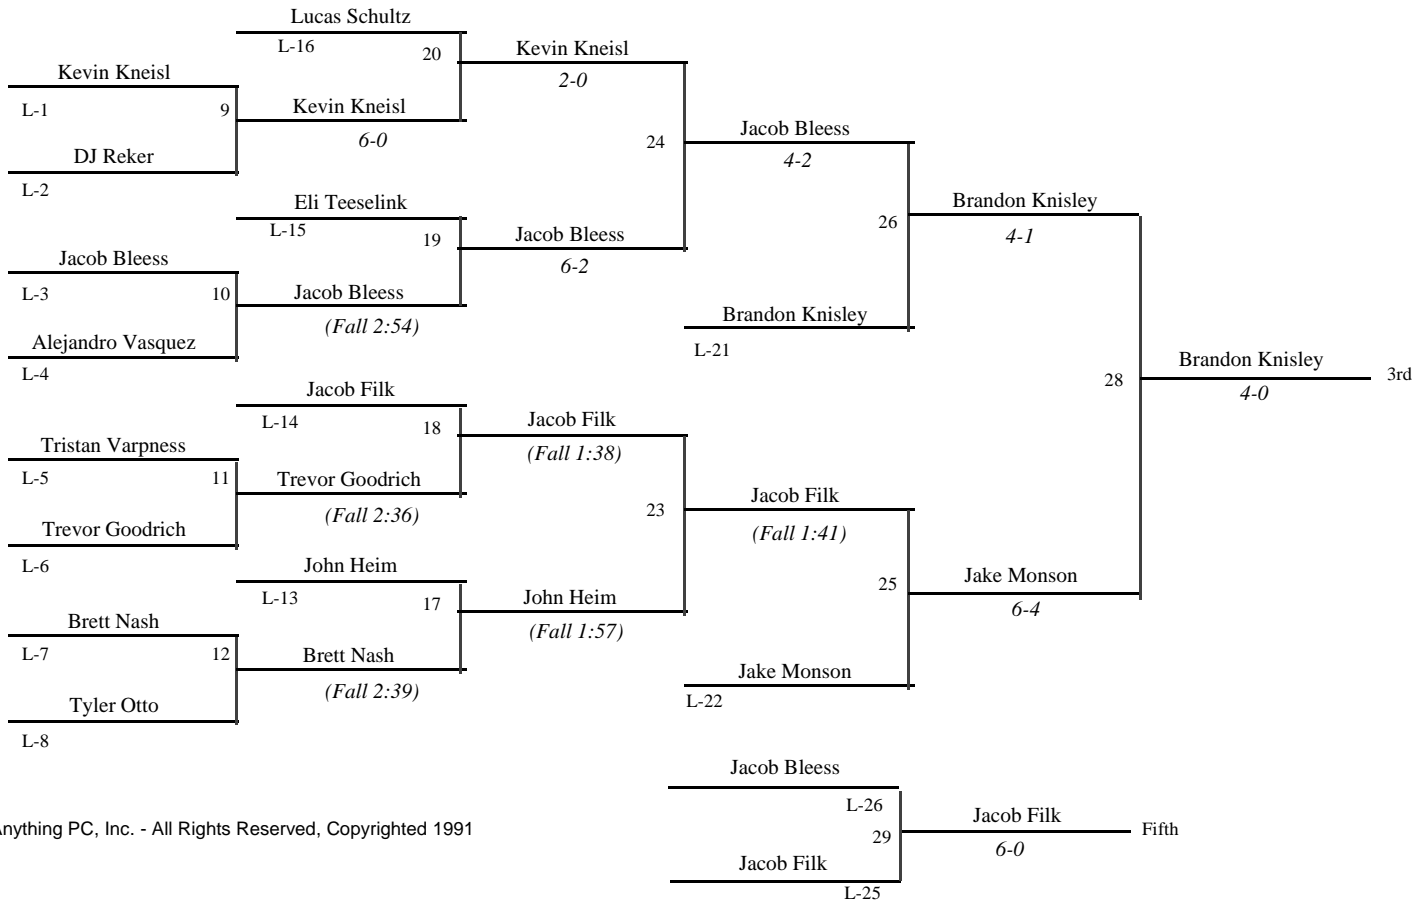 Lucas Schultz
L-16
20
Kevin Kneisl
2-0
Kevin Kneisl
L-1
9
Kevin Kneisl
6-0
DJ Reker
L-2
24
Jacob Bleess
4-2
Eli Teeselink
L-15
19
Jacob Bleess
6-2
26
Brandon Knisley
4-1
Jacob Bleess
L-3
10
Jacob Bleess
(Fall 2:54)
Alejandro Vasquez
L-4
Brandon Knisley
L-21
28
Brandon Knisley
4-0
3rd
Jacob Filk
L-14
18
Jacob Filk
(Fall 1:38)
Tristan Varpness
L-5
11
Trevor Goodrich
(Fall 2:36)
Trevor Goodrich
L-6
23
Jacob Filk
(Fall 1:41)
John Heim
L-13
17
John Heim
(Fall 1:57)
25
Jake Monson
6-4
Brett Nash
L-7
12
Brett Nash
(Fall 2:39)
Tyler Otto
L-8
Jake Monson
L-22
Jacob Bleess
L-26
29
Jacob Filk
6-0
Fifth
Jacob Filk
L-25
nything PC, Inc. - All Rights Reserved, Copyrighted 1991